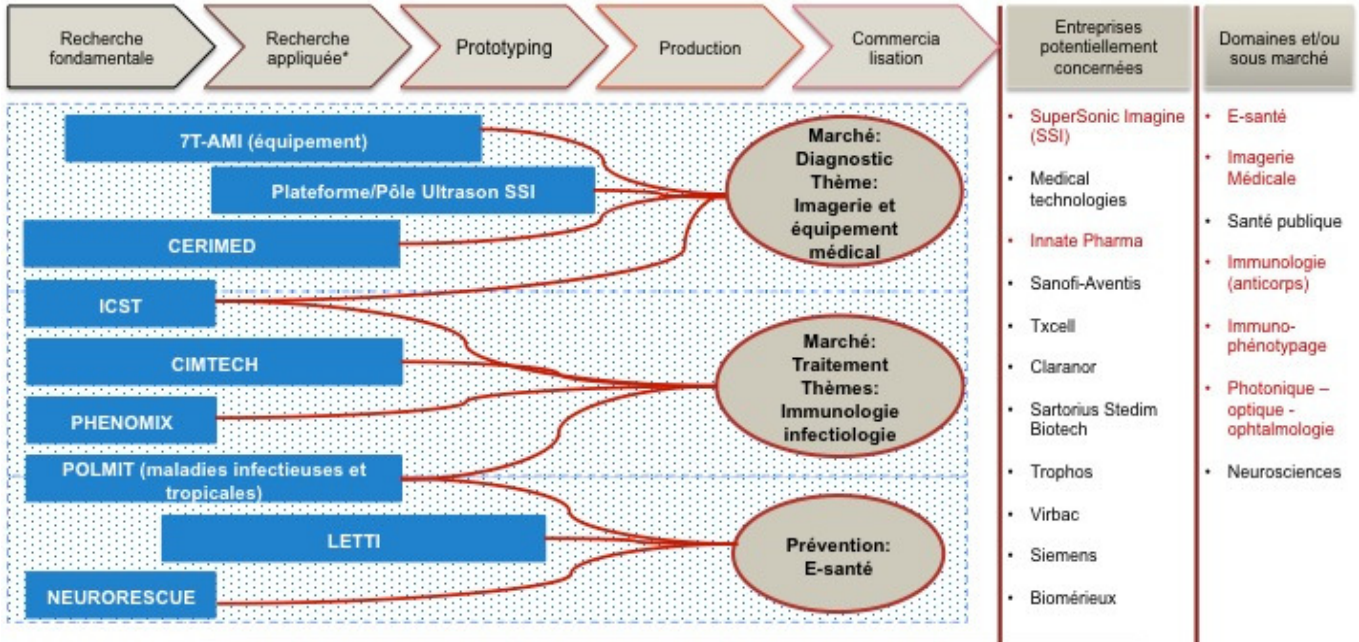 Recherche
fondamentale
Recherche
appliquée*
Prototyping
Production
Commercia
lisation
Entreprises
potentiellement
concernées
Domaines et/ou
sous marché
7T-AMI (équipement)
Plateforme/Pôle Ultrason SSI
CERIMED
ICST
CIMTECH
PHENOMIX
POLMIT (maladies infectieuses et
tropicales)
LETTI
NEURORESCUE
Marché:
Diagnostic
Thème:
Imagerie et
équipement
médical
Marché:
Traitement
Thèmes:
Immunologie
infectiologie
Prévention:
E-santé
• SuperSonic Imagine
(SSI)
• Medical
technologies
• Innate Pharma
• Sanofi-Aventis
• Txcell
• Claranor
• Sartorius Stedim
Biotech
• Trophos
• Virbac
• Siemens
• Biomérieux
• E-santé
• Imagerie
Médicale
• Santé publique
• Immunologie
(anticorps)
• Immuno-
phénotypage
• Photonique –
optique -
ophtalmologie
• Neurosciences